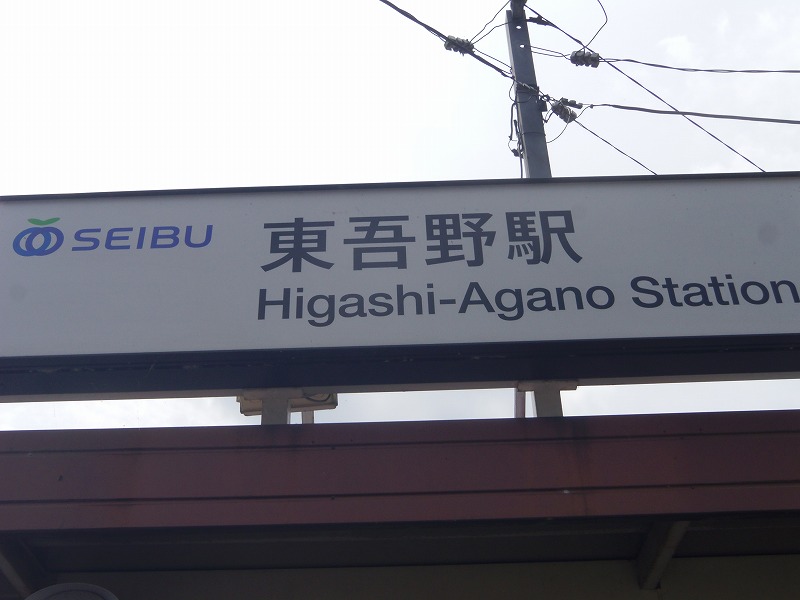 SEIBU
東吾野駅
Higashi-Agano Station